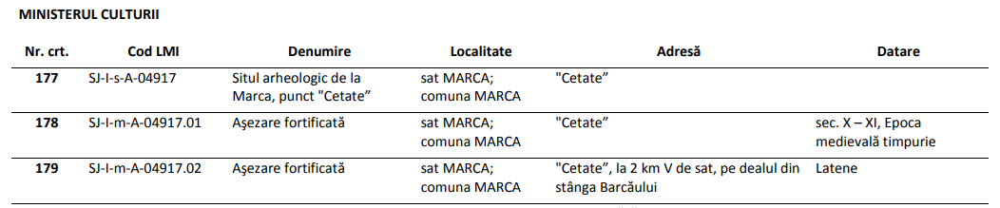 MINISTERUL CULTURII
Nr. crt. Cod LMI Denumire Localitate Adresă Datare
177 SJ-I-s-A-04917 Situl arheologic de la sat MARCA; "Cetate”
Marca, punct "Cetate” comuna MARCA
178 SJ-I-m-A-04917.01 Aşezare fortificată sat MARCA; "Cetate” sec. X – XI, Epoca
comuna MARCA medievală timpurie
179 SJ-I-m-A-04917.02 Aşezare fortificată sat MARCA; "Cetate”, la 2 km V de sat, pe dealul din Latene
comuna MARCA stânga Barcăului